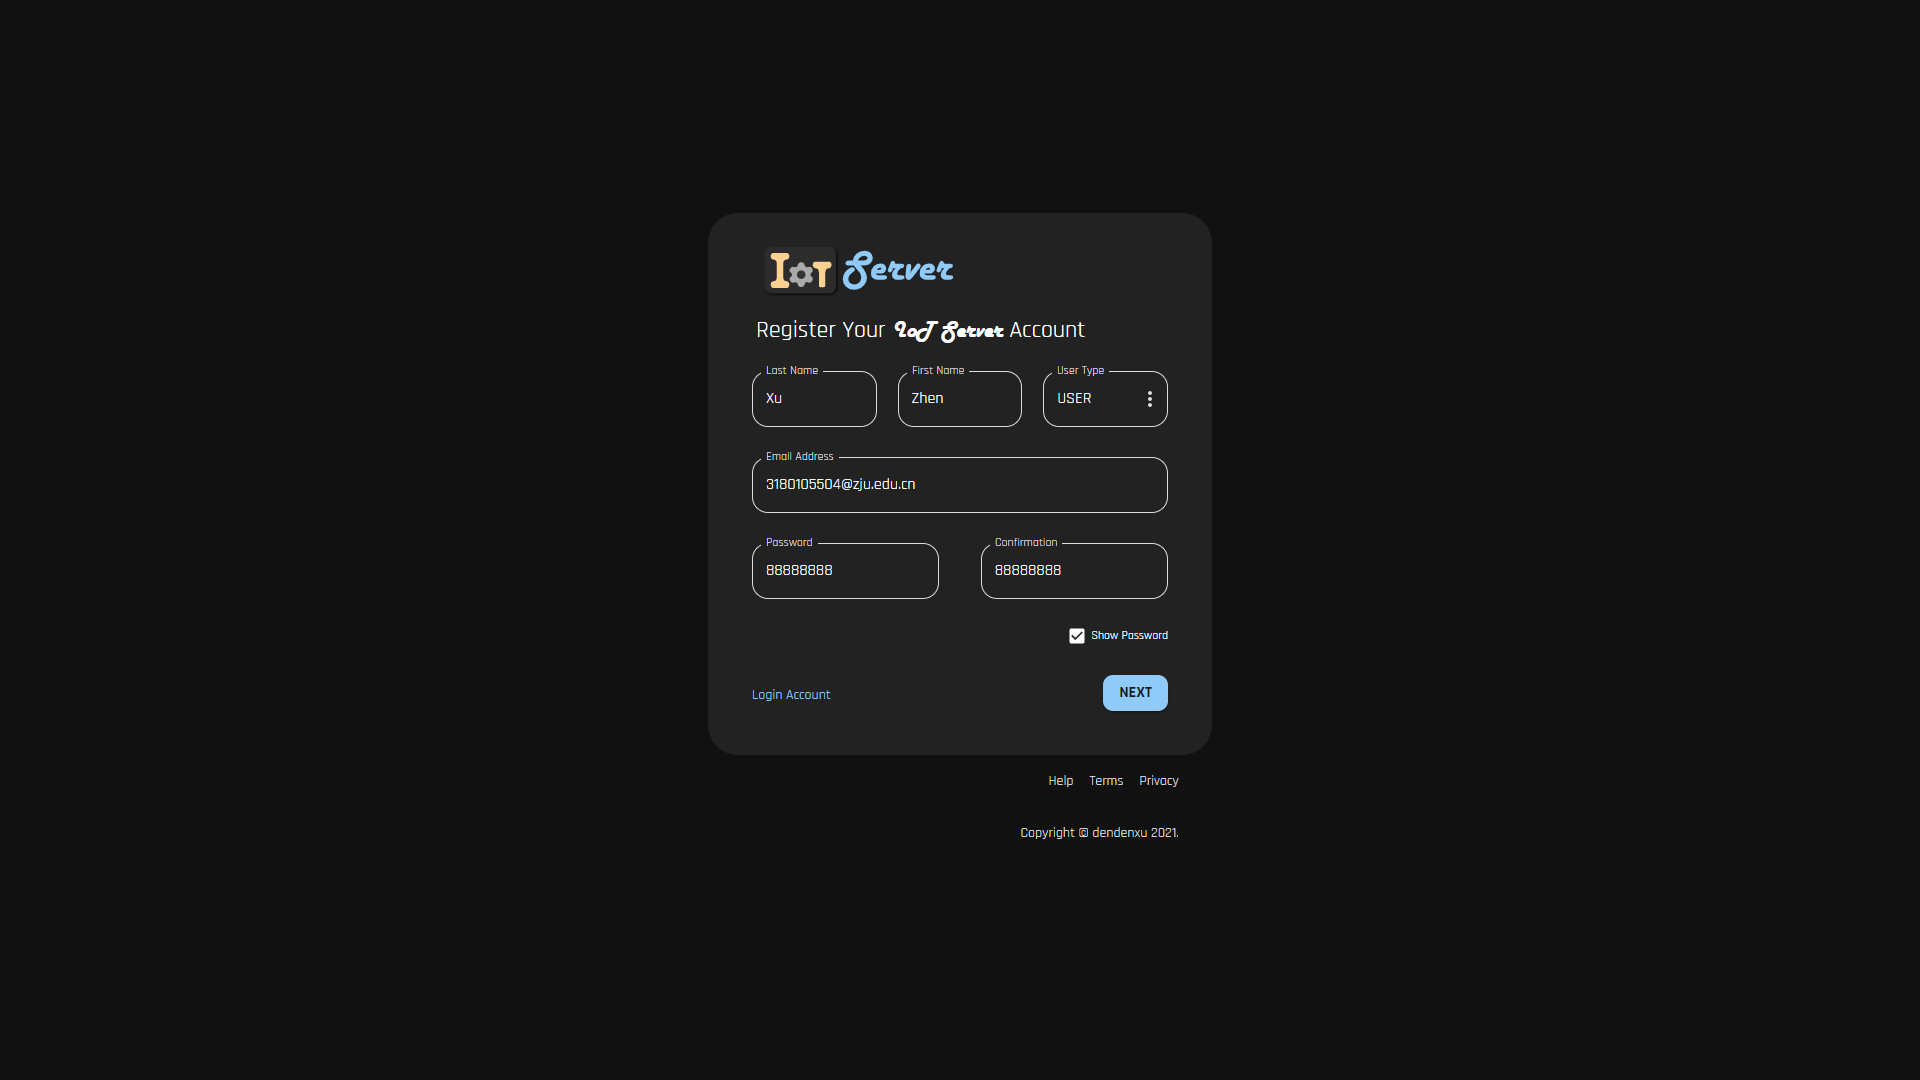 IoT Server
Register Your IoT Server Account
Last Name First Name User Type
Xu Zhen USER
Email Address
3180105504@zju.edu.cn
Password Confirmation
88888888 88888888
Show Password
Login Account NEXT
Help Terms Privacy
Copyright © dendenxu 2021.